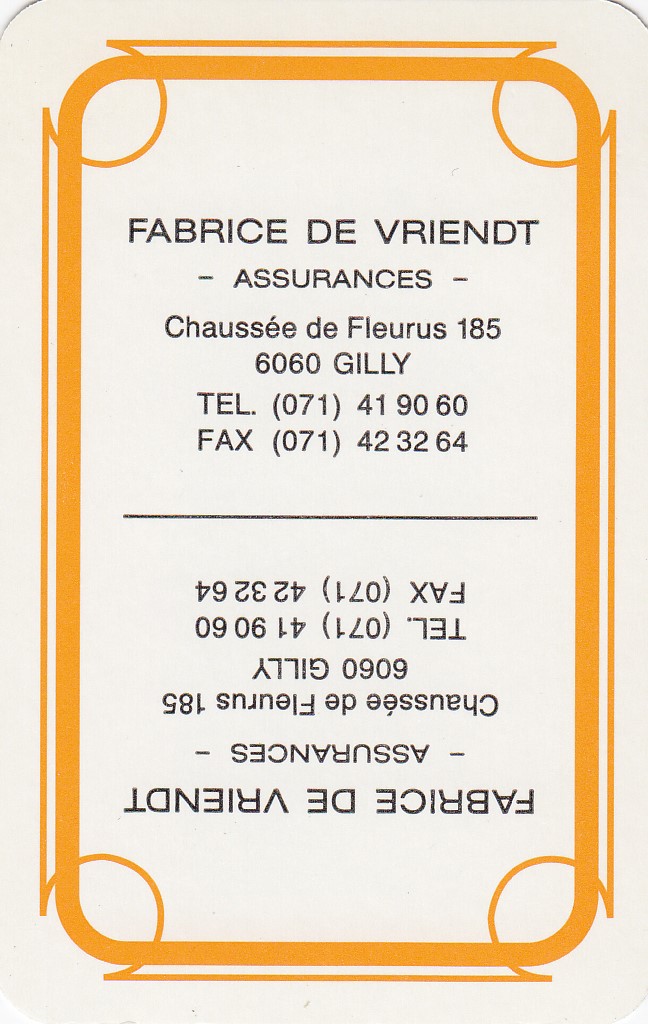 FABRICE DE VRIENDT
- ASSURANCES -
Chaussée de Fleurus 185
6060 GILLY
TEL. (071) 41 90 60
FAX (071) 42 32 64
FABRICE DE VRIENDT
- ASSURANCES -
Chaussée de Fleurus 185
6060 GILLY
TEL. (071) 41 90 60
FAX (071) 42 32 64